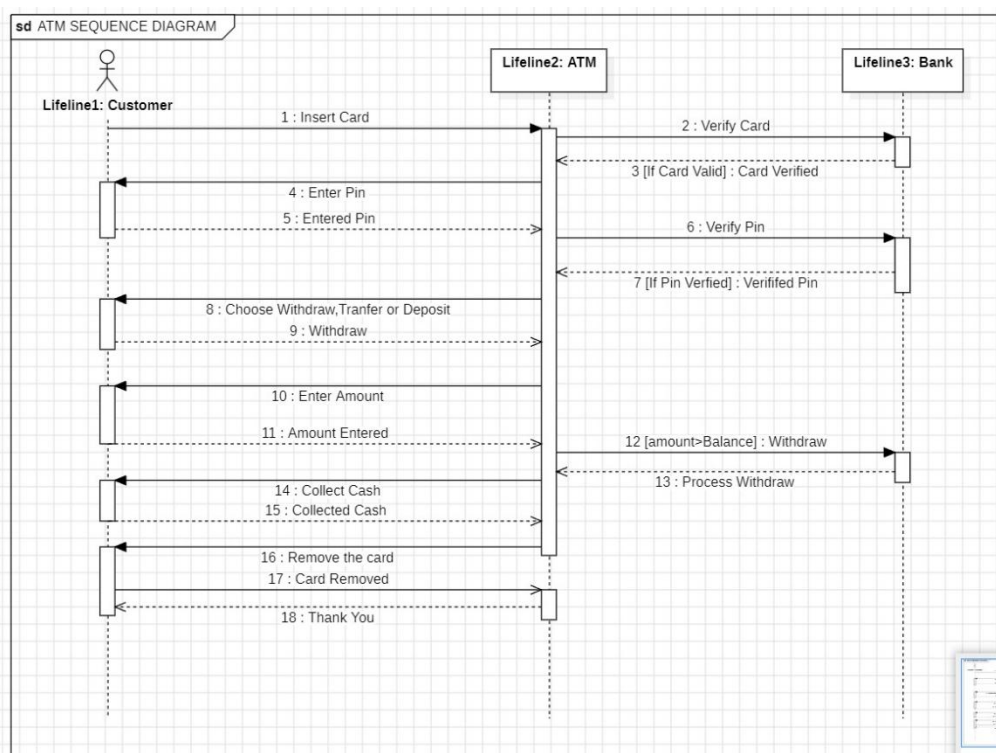 sd ATM SEQUENCE DIAGRAM
Lifeline1: Customer
Lifeline2: ATM
Lifeline3: Bank
1 : Insert Card
2 : Verify Card
3 [If Card Valid] : Card Verified
4 : Enter Pin
5 : Entered Pin
6 : Verify Pin
7 [If Pin Verfied] : Verififed Pin
8 : Choose Withdraw,Tranfer or Deposit
9 : Withdraw
10 : Enter Amount
11 : Amount Entered
12 [amount>Balance] : Withdraw
13 : Process Withdraw
14 : Collect Cash
15 : Collected Cash
16 : Remove the card
17 : Card Removed
18 : Thank You